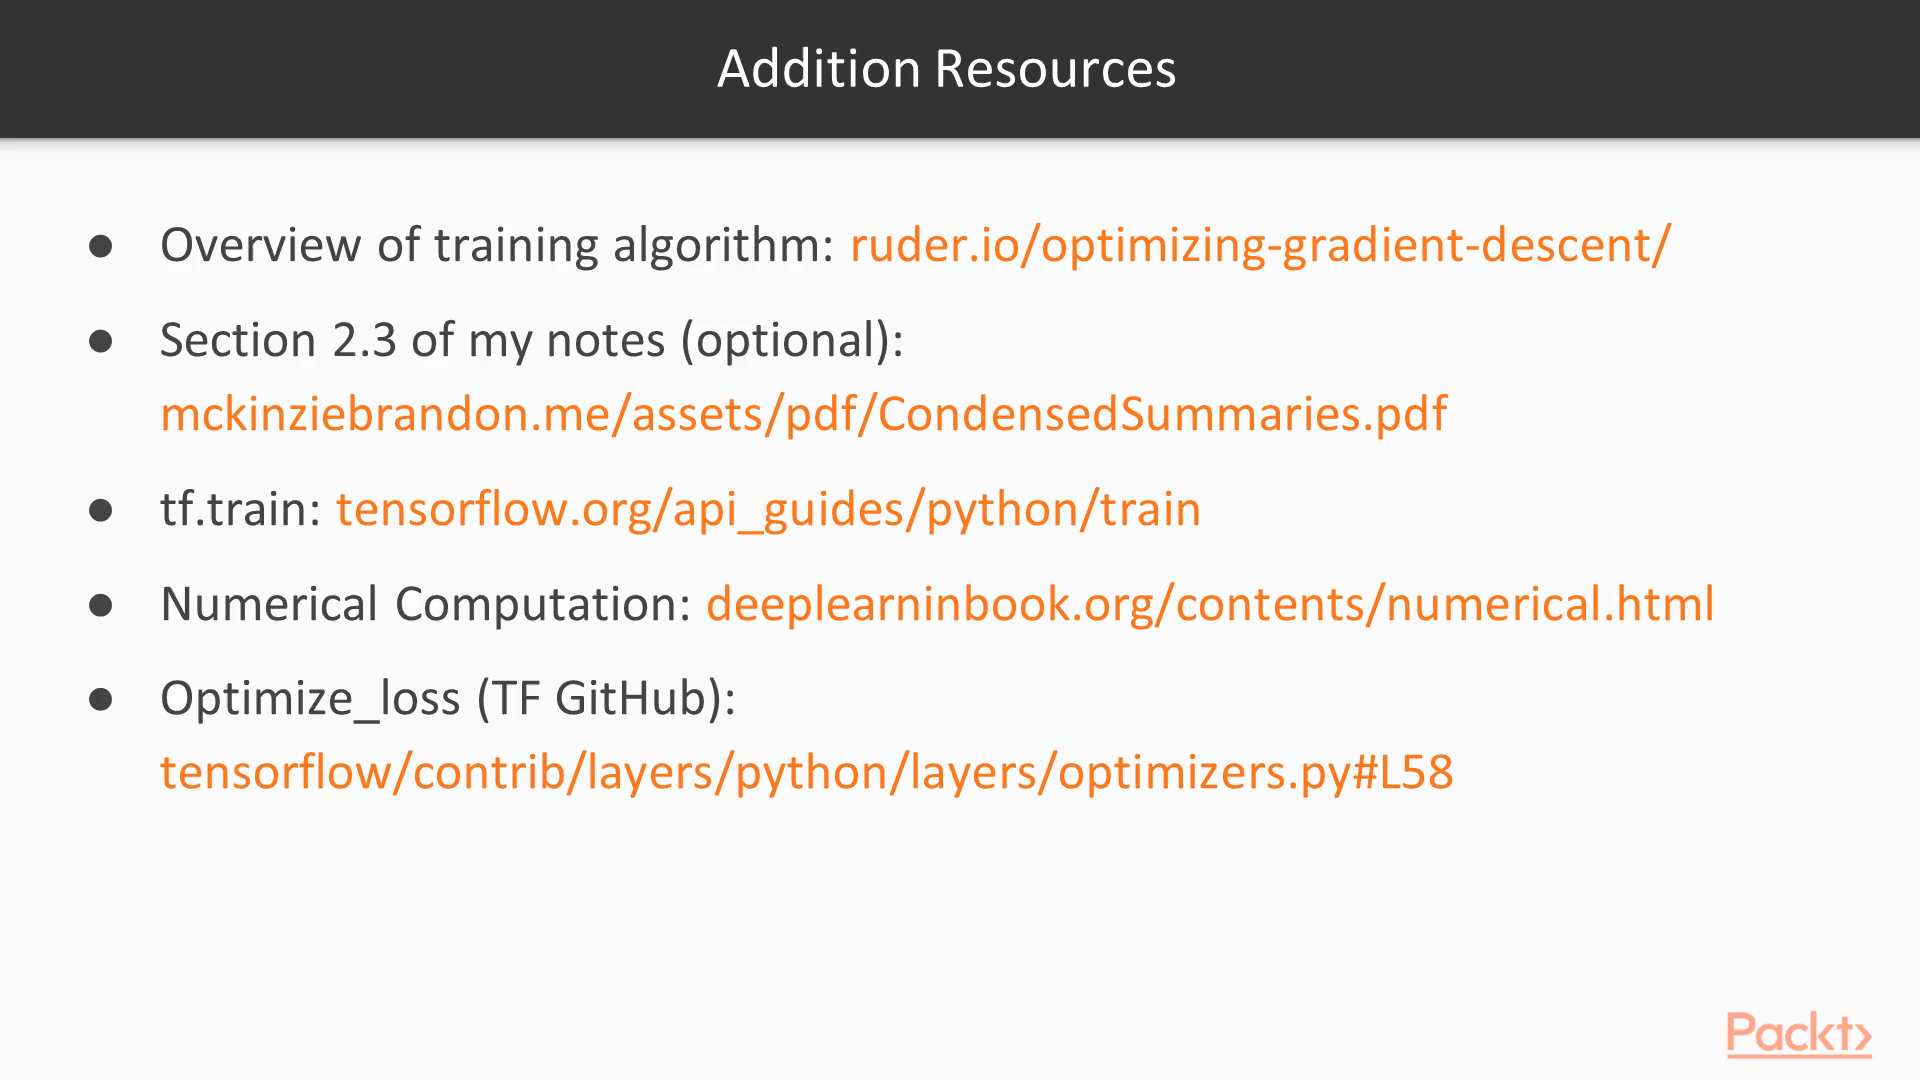 Addition Resources
● Overview of training algorithm: ruder.io/optimizing-gradient-descent/
● Section 2.3 of my notes (optional):
mckinziebrandon.me/assets/pdf/CondensedSummaries.pdf
● tf.train: tensorflow.org/api_guides/python/train
● Numerical Computation: deeplearninbook.org/contents/numerical.html
● Optimize_loss (TF GitHub):
tensorflow/contrib/layers/python/layers/optimizers.py#L58
Packt>